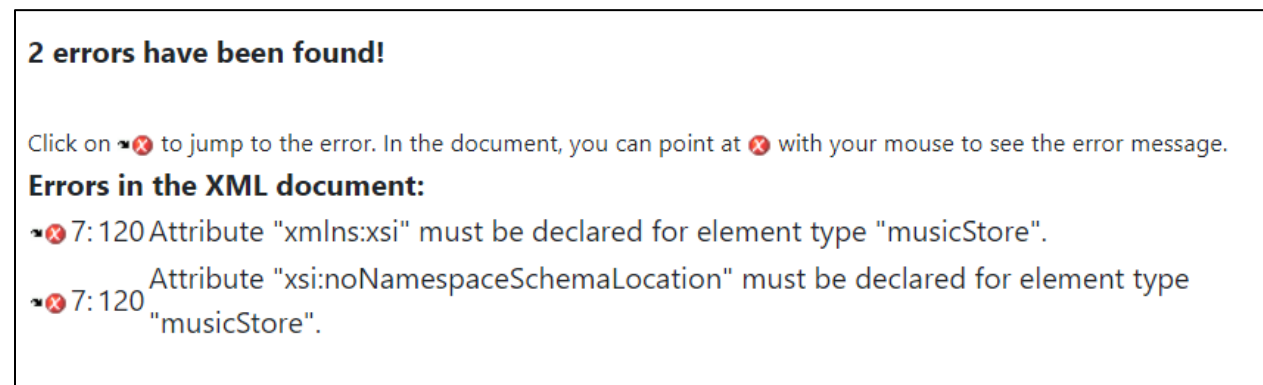 2 errors have been found!
Click on to jump to the error. In the document, you can point at with your mouse to see the error message.
Errors in the XML document:
7: 120 Attribute "xmlns:xsi" must be declared for element type "musicStore".
7: 120 Attribute "xsi:noNamespaceSchemaLocation" must be declared for element type
"musicStore".